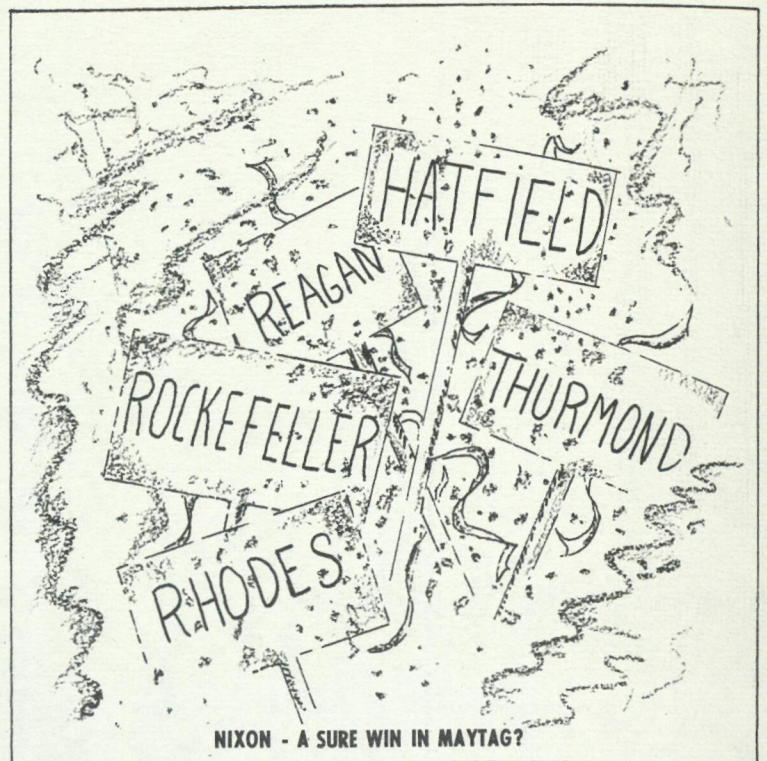 HATFIELD
REAGAN
ROCKEFELLER
THURMOND
RHODES
NIXON - A SURE WIN IN MAYTAG?